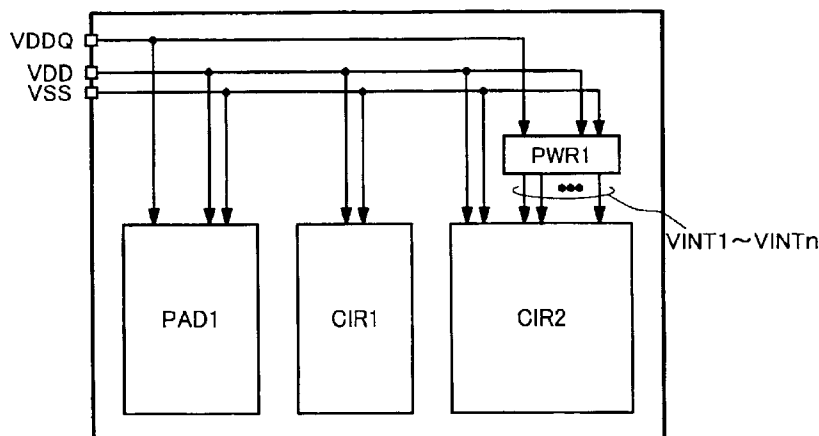 VDDQ
VDD
VSS
PWR1
VINT1～VINTn
PAD1
CIR1
CIR2